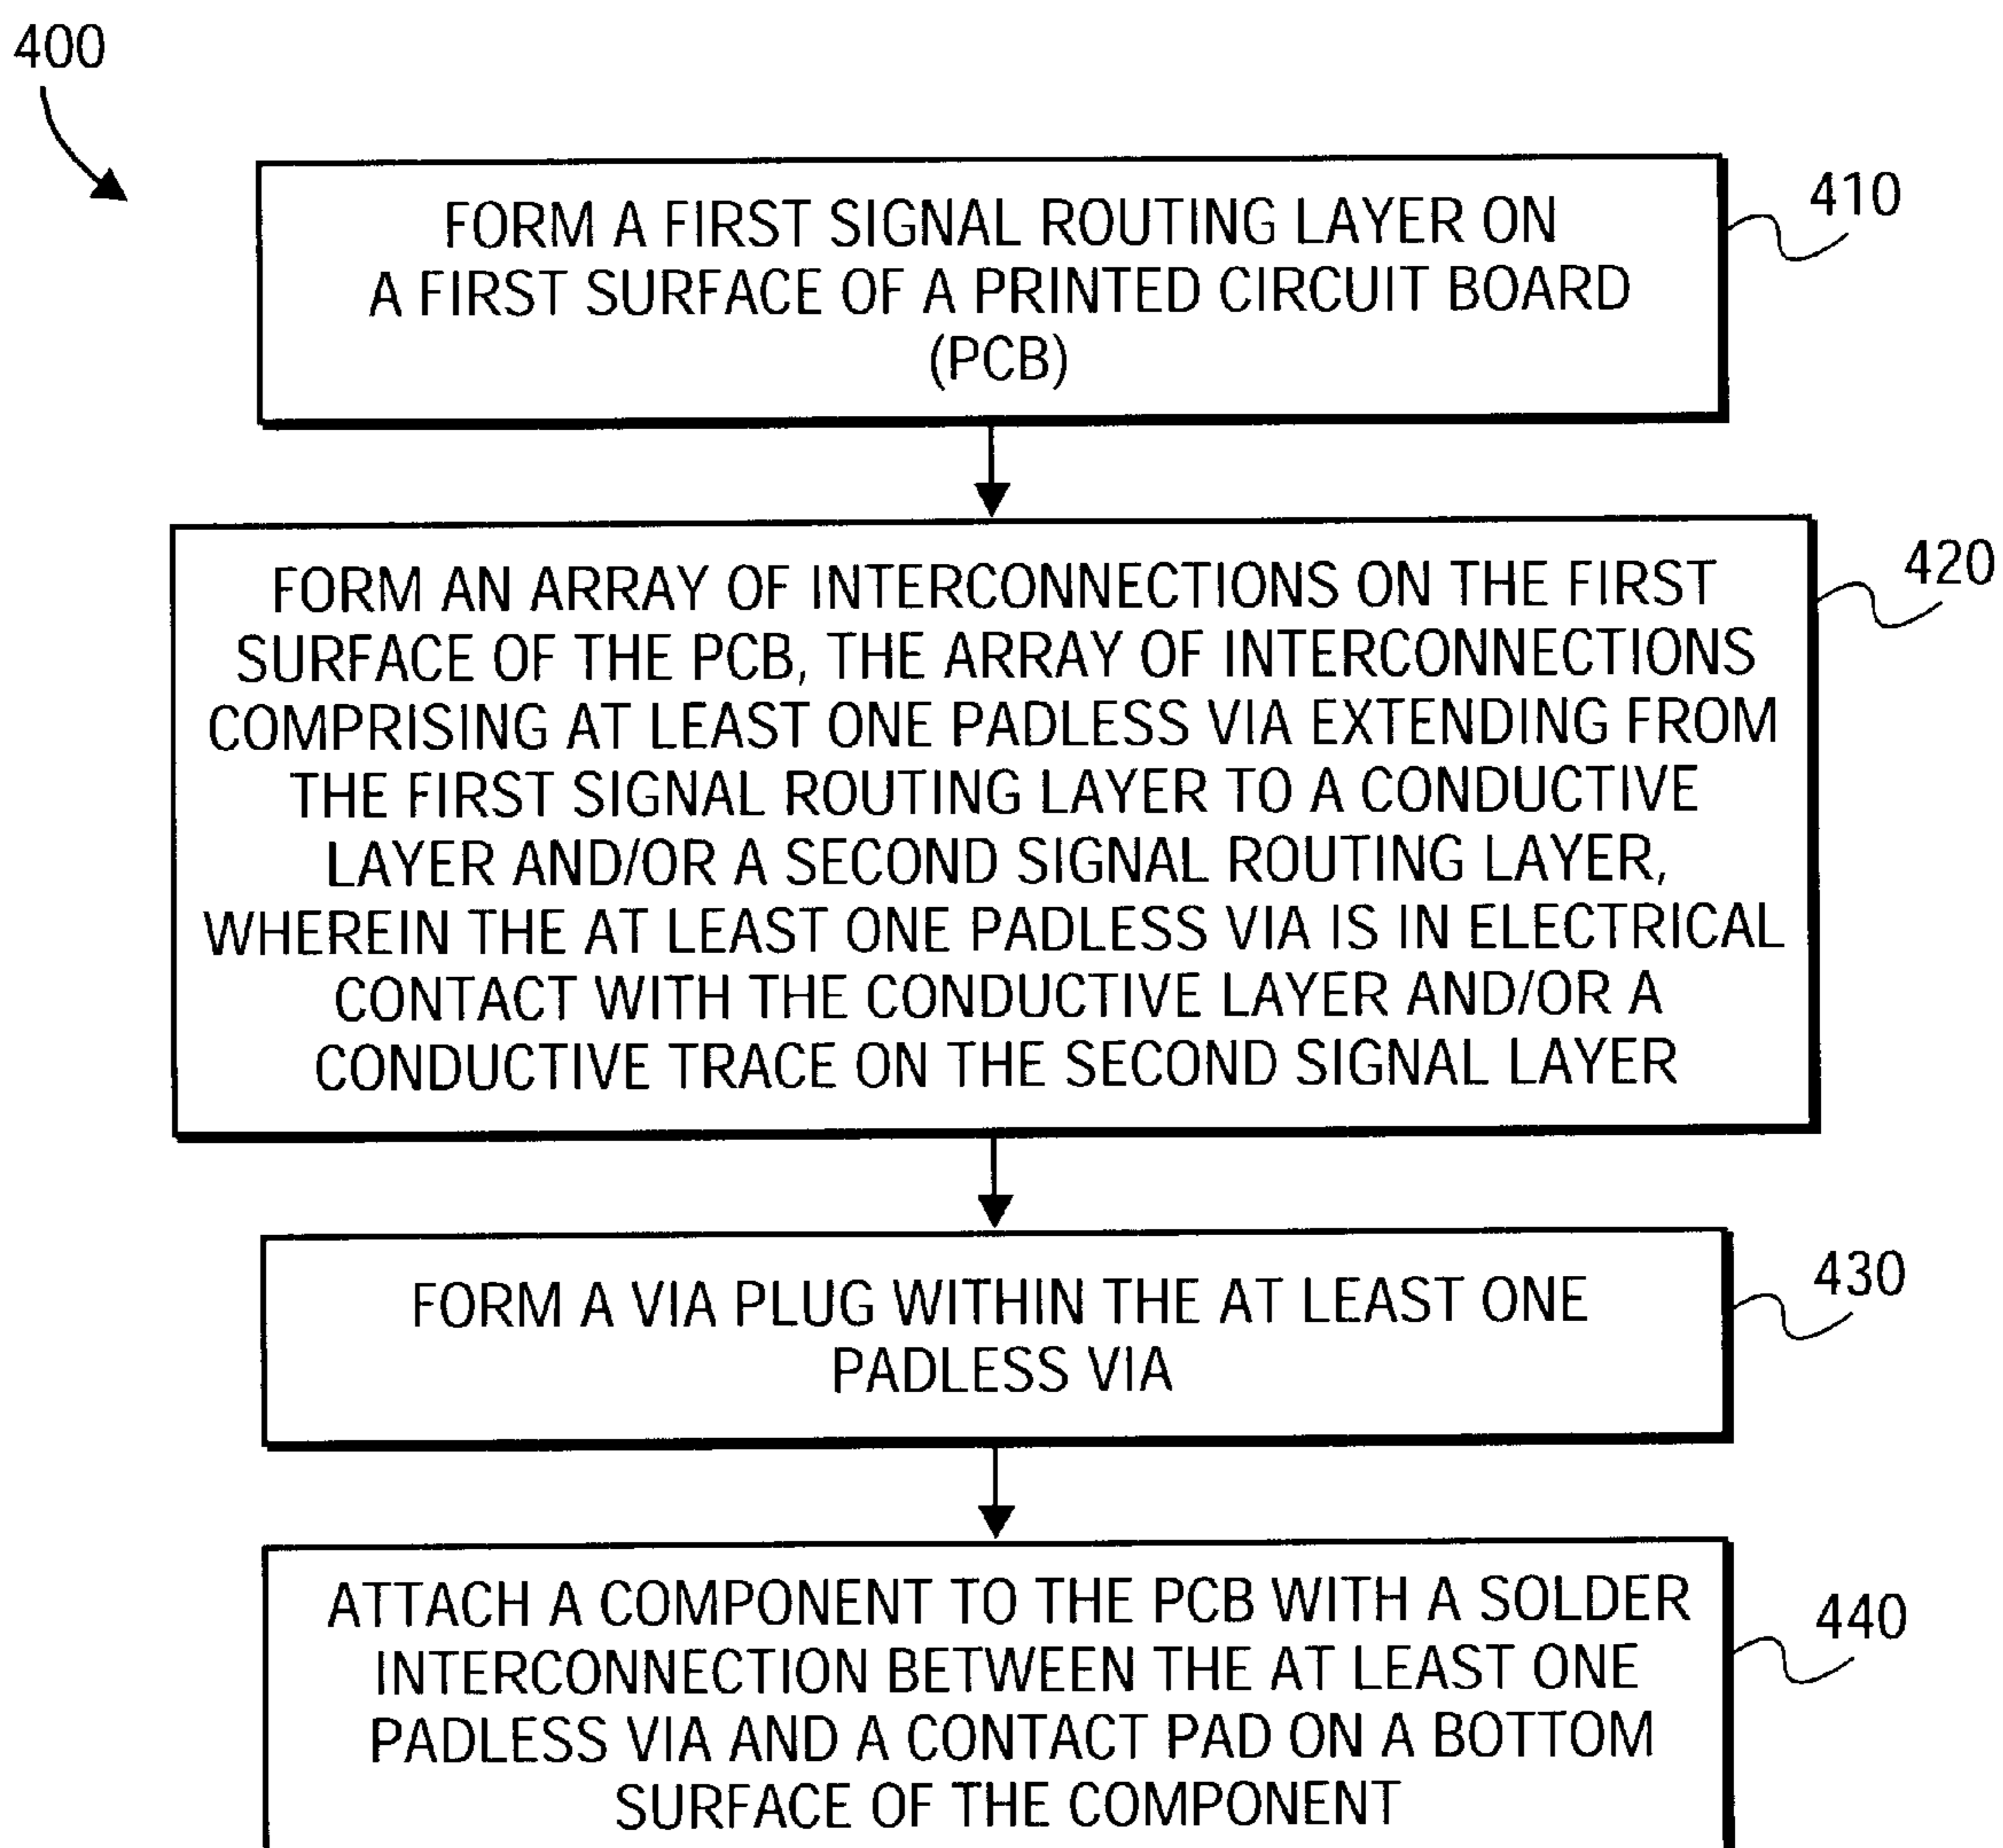 400
410
FORM A FIRST SIGNAL ROUTING LAYER ON
A FIRST SURFACE OF A PRINTED CIRCUIT BOARD
(PCB)
420
FORM AN ARRAY OF INTERCONNECTIONS ON THE FIRST
SURFACE OF THE PCB, THE ARRAY OF INTERCONNECTIONS
COMPRISING AT LEAST ONE PADLESS VIA EXTENDING FROM
THE FIRST SIGNAL ROUTING LAYER TO A CONDUCTIVE
LAYER AND/OR A SECOND SIGNAL ROUTING LAYER,
WHEREIN THE AT LEAST ONE PADLESS VIA IS IN ELECTRICAL
CONTACT WITH THE CONDUCTIVE LAYER AND/OR A
CONDUCTIVE TRACE ON THE SECOND SIGNAL LAYER
430
FORM A VIA PLUG WITHIN THE AT LEAST ONE
PADLESS VIA
440
ATTACH A COMPONENT TO THE PCB WITH A SOLDER
INTERCONNECTION BETWEEN THE AT LEAST ONE
PADLESS VIA AND A CONTACT PAD ON A BOTTOM
SURFACE OF THE COMPONENT